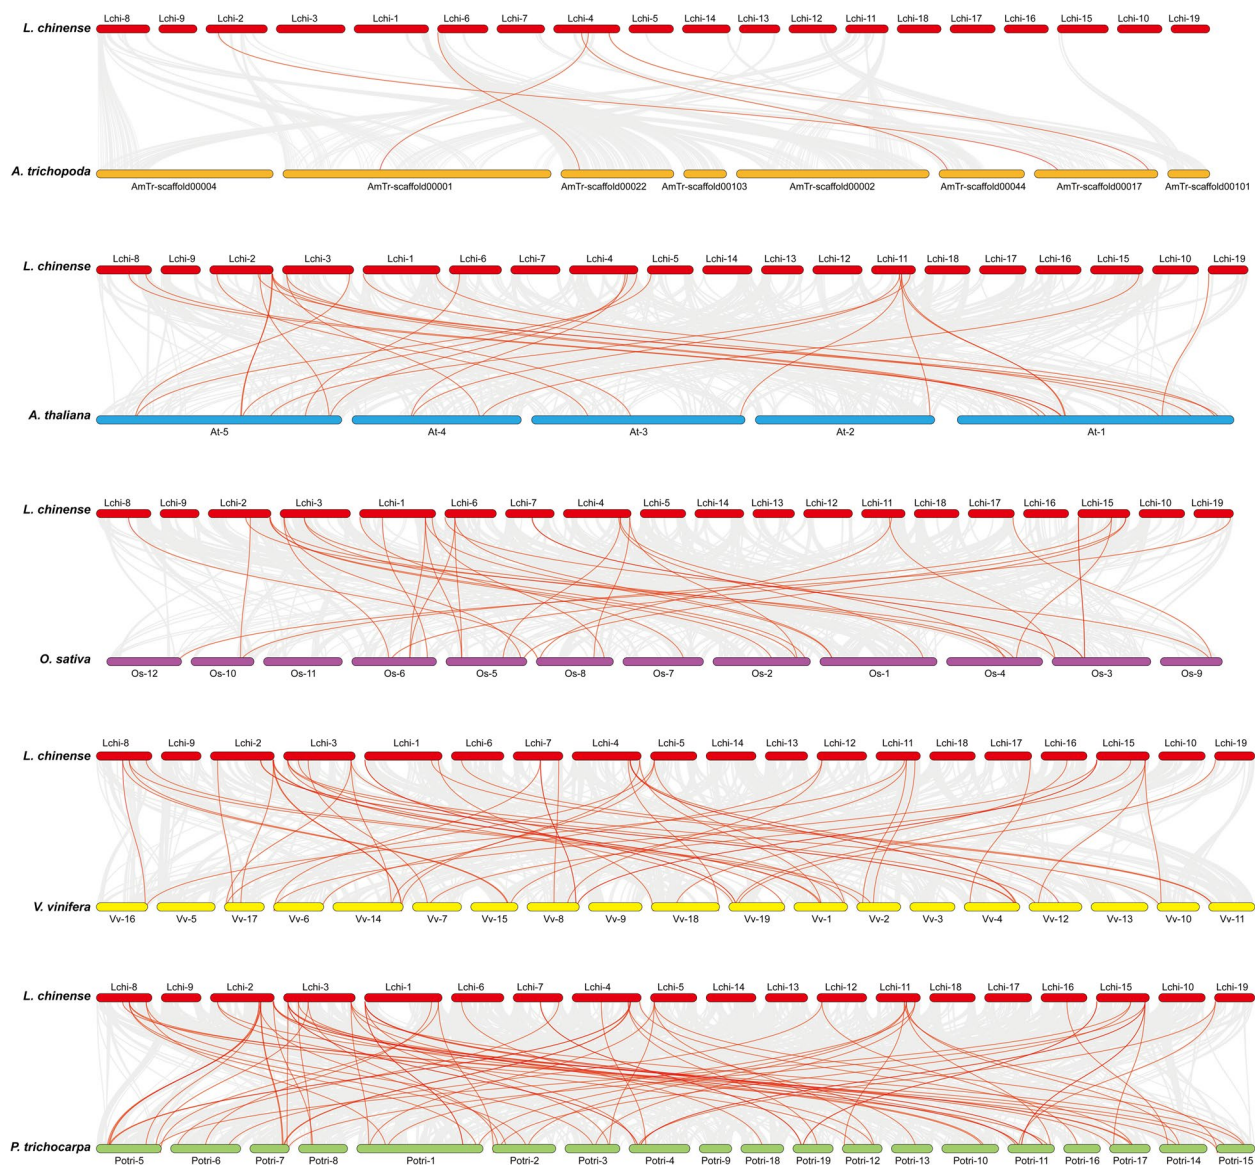 Lchi-8 Lchi-9 Lchi-2 Lchi-3 Lchi-1 Lchi-6 Lchi-7 Lchi-4 Lchi-5 Lchi-14 Lchi-13 Lchi-12 Lchi-11 Lchi-18 Lchi-17 Lchi-16 Lchi-15 Lchi-10 Lchi-19
L. chinense
A. trichopoda
AmTr-scaffold00004 AmTr-scaffold00001 AmTr-scaffold00022 AmTr-scaffold00103 AmTr-scaffold00002 AmTr-scaffold00044 AmTr-scaffold00017 AmTr-scaffold00101
Lchi-8 Lchi-9 Lchi-2 Lchi-3 Lchi-1 Lchi-6 Lchi-7 Lchi-4 Lchi-5 Lchi-14 Lchi-13 Lchi-12 Lchi-11 Lchi-18 Lchi-17 Lchi-16 Lchi-15 Lchi-10 Lchi-19
L. chinense
A. thaliana
At-5 At-4 At-3 At-2 At-1
Lchi-8 Lchi-9 Lchi-2 Lchi-3 Lchi-1 Lchi-6 Lchi-7 Lchi-4 Lchi-5 Lchi-14 Lchi-13 Lchi-12 Lchi-11 Lchi-18 Lchi-17 Lchi-16 Lchi-15 Lchi-10 Lchi-19
L. chinense
O. sativa
Os-12 Os-10 Os-11 Os-6 Os-5 Os-8 Os-7 Os-2 Os-1 Os-4 Os-3 Os-9
Lchi-8 Lchi-9 Lchi-2 Lchi-3 Lchi-1 Lchi-6 Lchi-7 Lchi-4 Lchi-5 Lchi-14 Lchi-13 Lchi-12 Lchi-11 Lchi-18 Lchi-17 Lchi-16 Lchi-15 Lchi-10 Lchi-19
L. chinense
V. vinifera
Vv-16 Vv-5 Vv-17 Vv-6 Vv-14 Vv-7 Vv-15 Vv-8 Vv-9 Vv-18 Vv-19 Vv-1 Vv-2 Vv-3 Vv-4 Vv-12 Vv-13 Vv-10 Vv-11
Lchi-8 Lchi-9 Lchi-2 Lchi-3 Lchi-1 Lchi-6 Lchi-7 Lchi-4 Lchi-5 Lchi-14 Lchi-13 Lchi-12 Lchi-11 Lchi-18 Lchi-17 Lchi-16 Lchi-15 Lchi-10 Lchi-19
L. chinense
P. trichocarpa
Potri-5 Potri-6 Potri-7 Potri-8 Potri-1 Potri-2 Potri-3 Potri-4 Potri-9 Potri-18 Potri-19 Potri-12 Potri-13 Potri-10 Potri-11 Potri-16 Potri-17 Potri-14 Potri-15